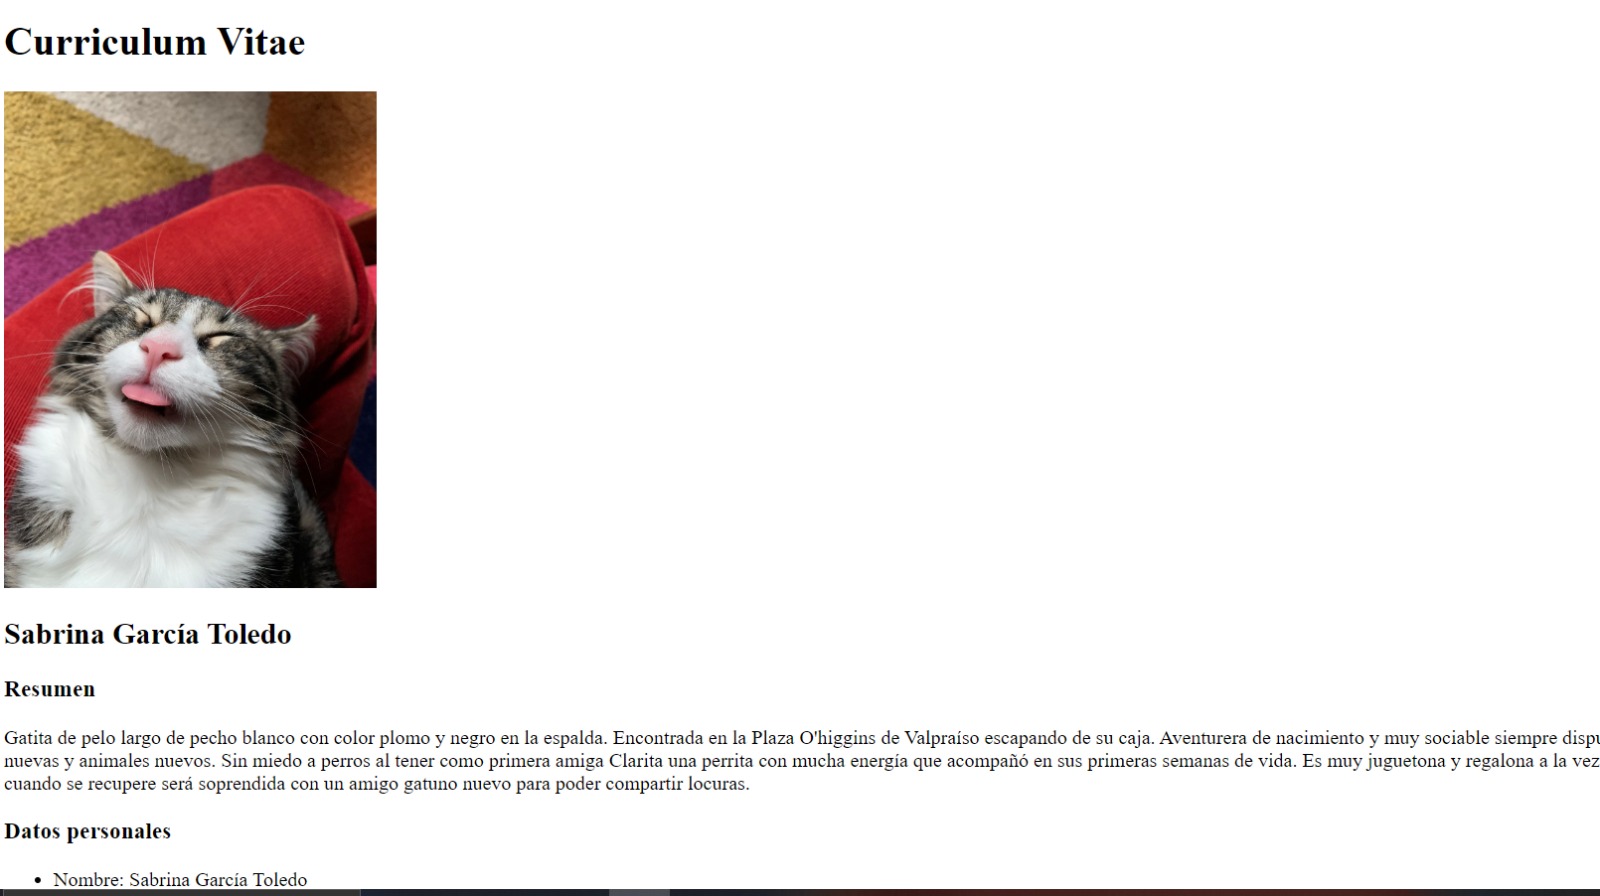 Curriculum Vitae
Sabrina García Toledo
Resumen
Gatita de pelo largo de pecho blanco con color plomo y negro en la espalda. Encontrada en la Plaza O'higgins de Valpraíso escapando de su caja. Aventurera de nacimiento y muy sociable siempre
nuevas y animales nuevos. Sin miedo a perros al tener como primera amiga Clarita una perrita con mucha energía que acompañó en sus primeras semanas de vida. Es muy juguetona y regalona a la vez
cuando se recupere será soprendida con un amigo gatuno nuevo para poder compartir locuras.
Datos personales
• Nombre: Sabrina García Toledo